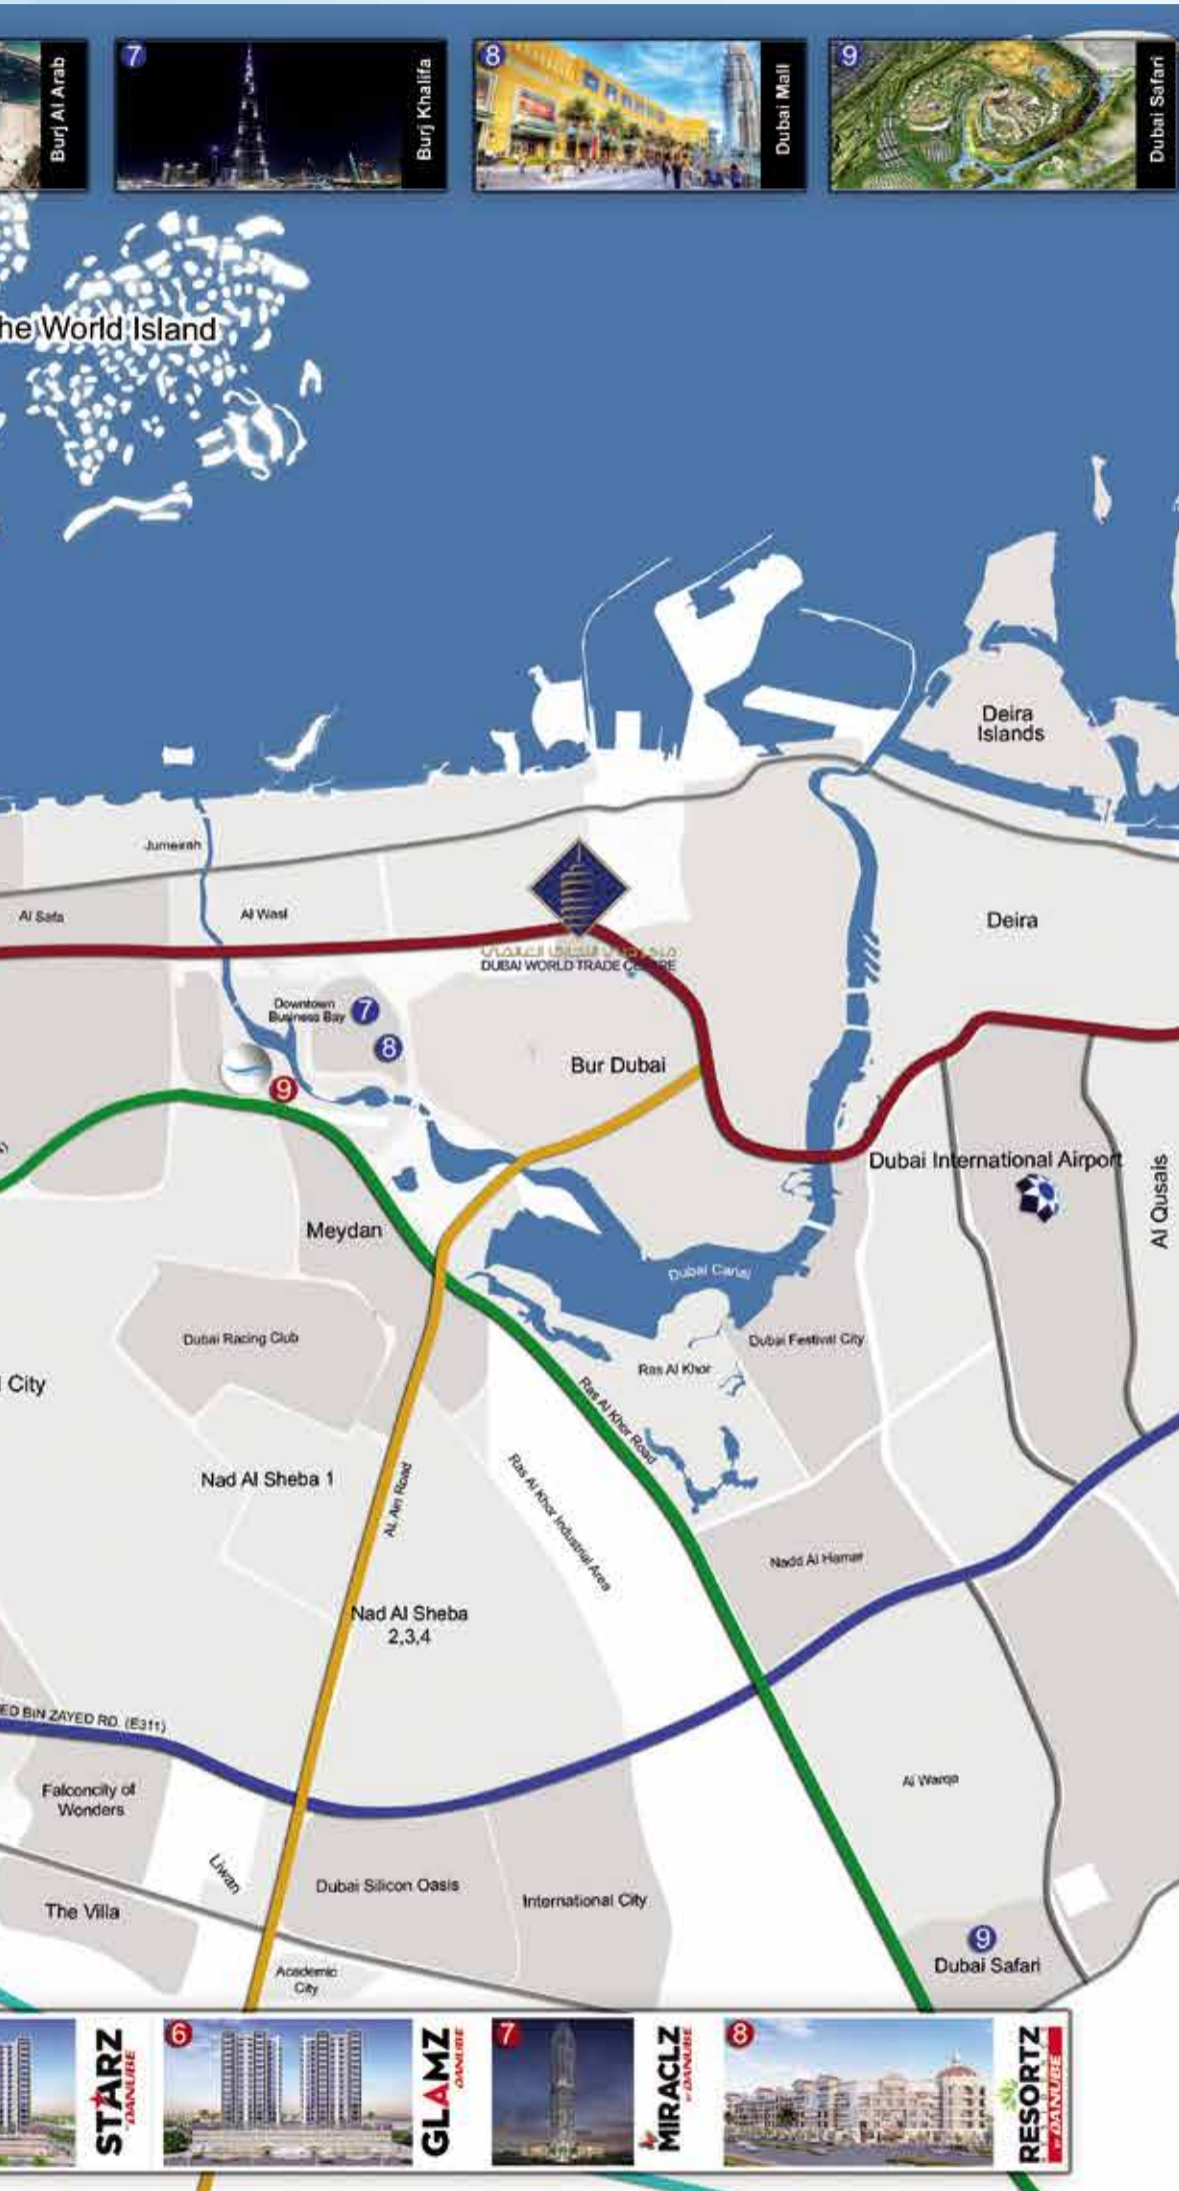 Burj Al Arab
7
Burj Khalifa
8
Dubai Mall
9
Dubai Safari
he World Island
Deira
Islands
Jumeirah
Al Safa
Al Wasl
Deira
DUBAI WORLD TRADE CENTRE
Downtown
Business Bay
7
8
9
Bur Dubai
Dubai International Airport
Al Qusais
Meydan
Dubai Canal
Dubai Racing Club
Dubai Festival City
Ras Al Khor
l City
Ras Al Khor Road
Nad Al Sheba 1
AL Ain Road
Ras Al Khor Industrial Area
Nadd Al Hamar
Nad Al Sheba
2,3,4
ED BIN ZAYED RD. (E311)
Falconcity of
Wonders
Al Warqa
Liwan
Dubai Silicon Oasis
International City
The Villa
9
Dubai Safari
Academic
City
STARZ
BY DANUBE
6
GLAMZ
DANUBE
7
MIRACLZ
BY DANUBE
8
RESORTZ
RESIDENCE
BY DANUBE